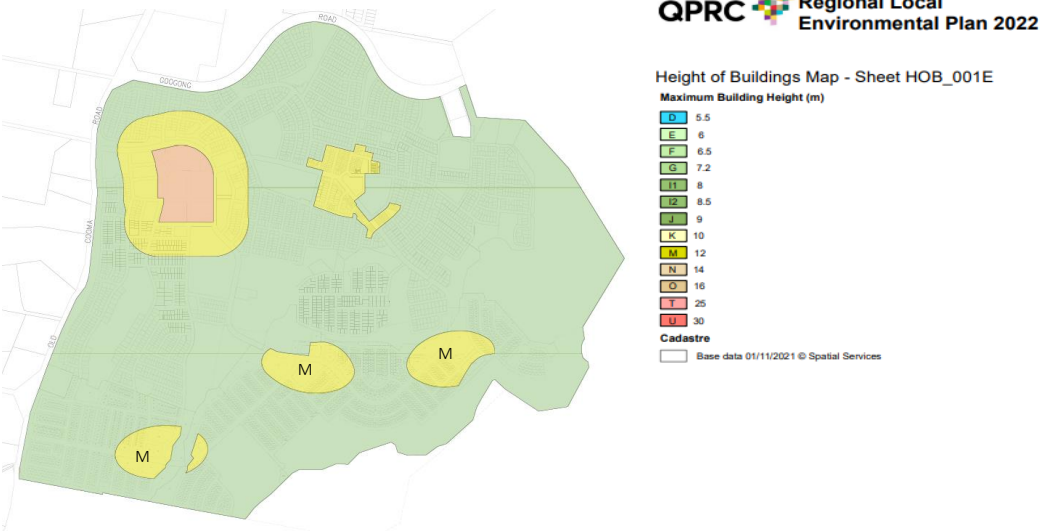 ROAD
GOOGONG
ROAD
COOMA
OLD
M
M
M
QPRC
Regional Local
Environmental Plan 2022
Height of Buildings Map - Sheet HOB_001E
Maximum Building Height (m)
D 5.5
E 6
F 6.5
G 7.2
I1 8
I2 8.5
J 9
K 10
M 12
N 14
O 16
T 25
U 30
Cadastre
Base data 01/11/2021 © Spatial Services